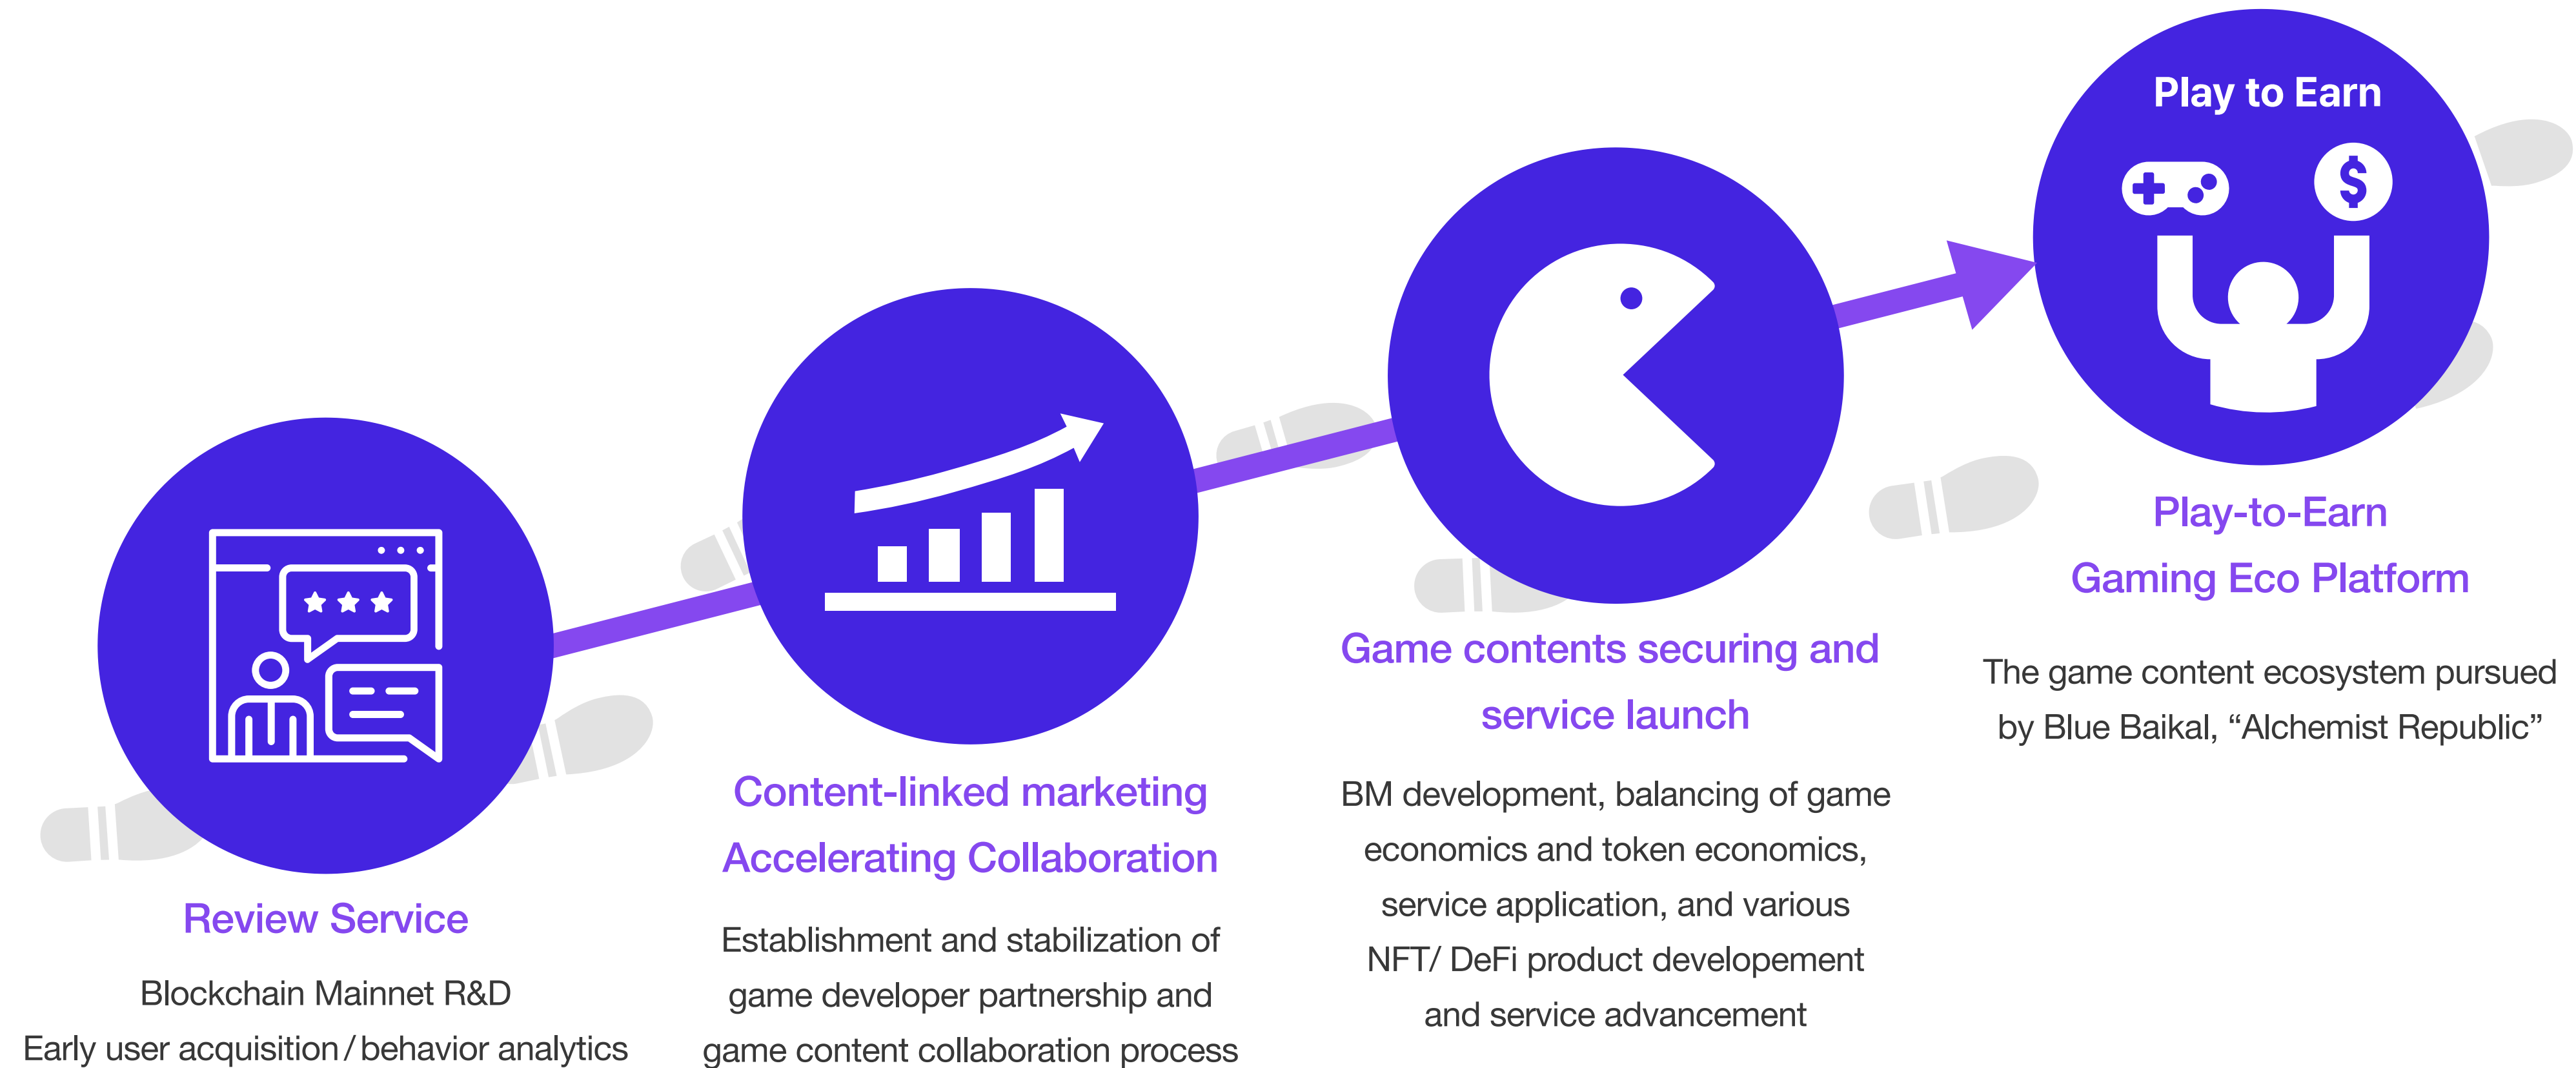 Review Service
Blockchain Mainnet R&D
Early user acquisition / behavior analytics
Content-linked marketing
Accelerating Collaboration
Establishment and stabilization of
game developer partnership and
game content collaboration process
Game contents securing and
service launch
BM development, balancing of game
economics and token economics,
service application, and various
NFT/ DeFi product developement
and service advancement
Play to Earn
$
Play-to-Earn
Gaming Eco Platform
The game content ecosystem pursued
by Blue Baikal, “Alchemist Republic”